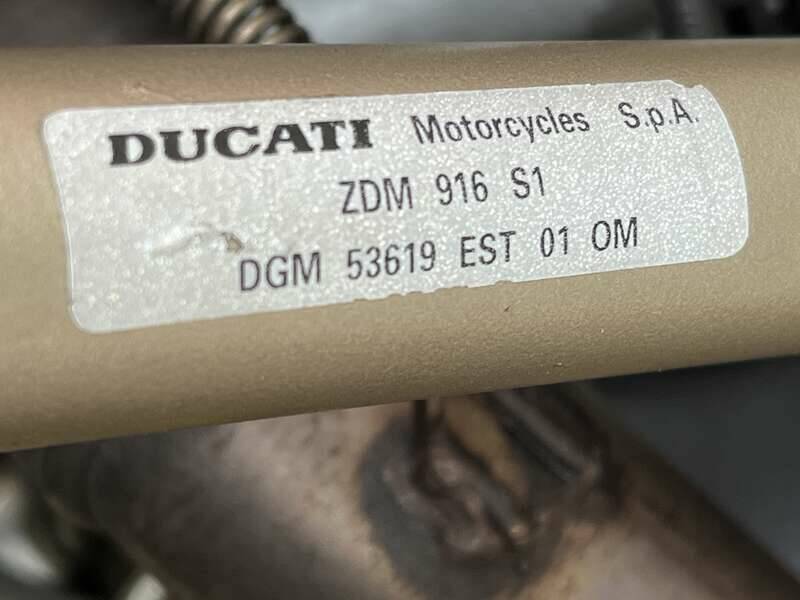 DUCATI Motorcycles S.p.A.
ZDM 916 S1
DGM 53619 EST 01 OM